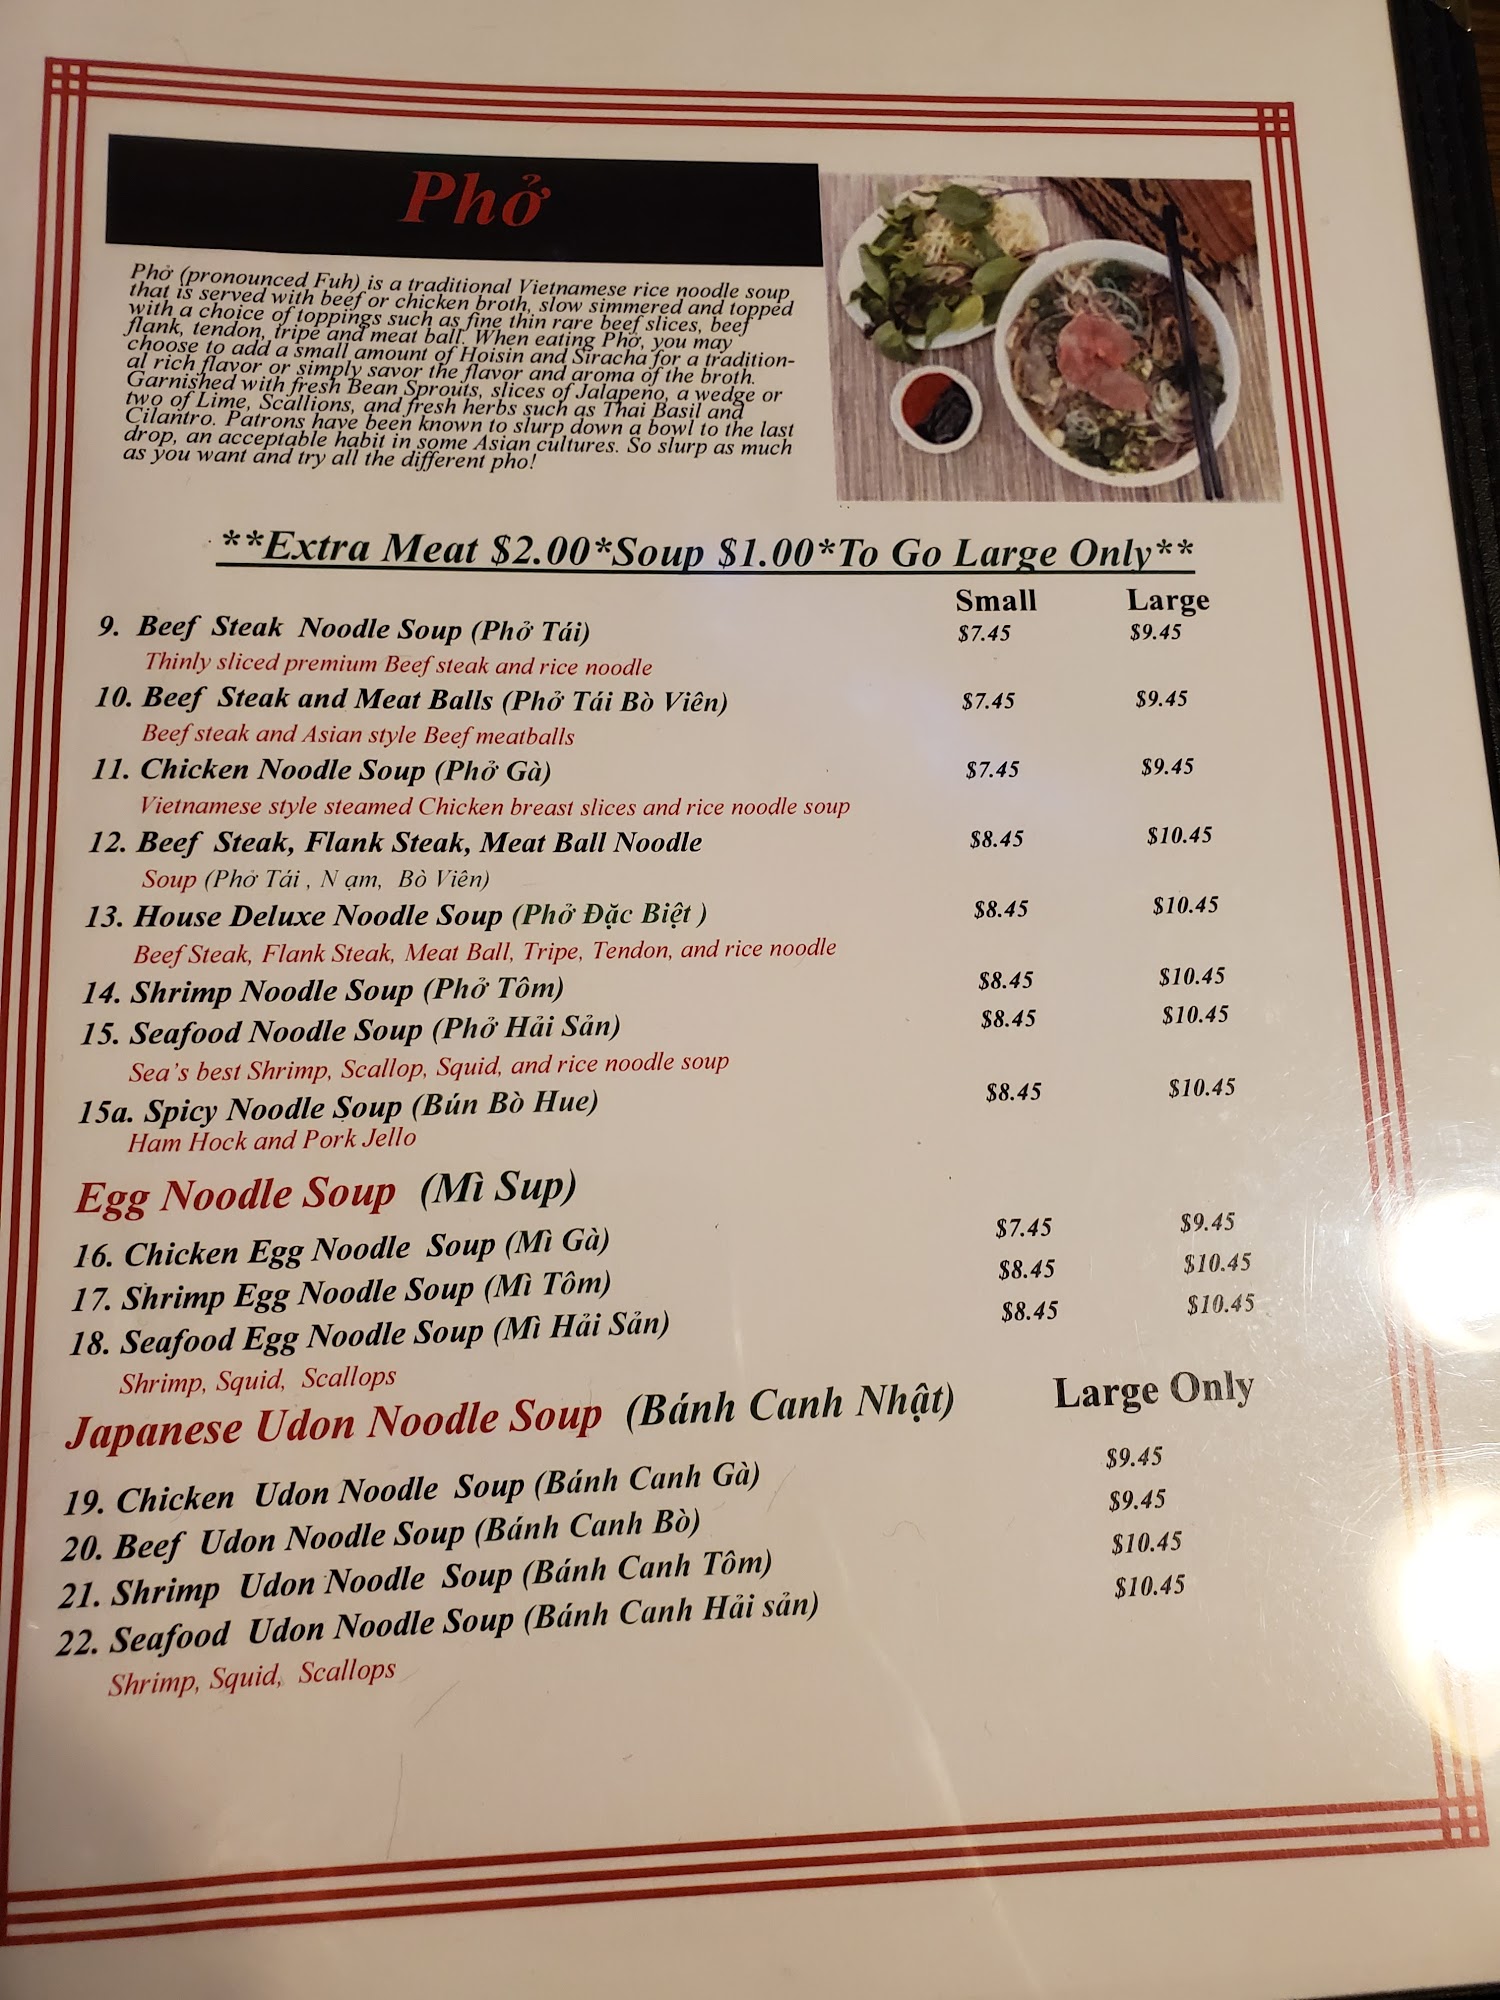 Phở
Phở (pronounced Fuh) is a traditional Vietnamese rice noodle soup
that is served with beef or chicken broth, slow simmered and topped
with a choice of toppings such as fine thin rare beef slices, beef
flank, tendon, tripe and meat ball. When eating Phở, you may
choose to add a small amount of Hoisin and Siracha for a tradition-
al rich flavor or simply savor the flavor and aroma of the broth.
Garnished with fresh Bean Sprouts, slices of Jalapeno, a wedge or
two of Lime, Scallions, and fresh herbs such as Thai Basil and
Cilantro. Patrons have been known to slurp down a bowl to the last
drop, an acceptable habit in some Asian cultures. So slurp as much
as you want and try all the different pho!
**Extra Meat $2.00*Soup $1.00*To Go Large Only**
Small Large
9. Beef Steak Noodle Soup (Phở Tái) $7.45 $9.45
Thinly sliced premium Beef steak and rice noodle
10. Beef Steak and Meat Balls (Phở Tái Bò Viên) $7.45 $9.45
Beef steak and Asian style Beef meatballs
11. Chicken Noodle Soup (Phở Gà) $7.45 $9.45
Vietnamese style steamed Chicken breast slices and rice noodle soup
12. Beef Steak, Flank Steak, Meat Ball Noodle $8.45 $10.45
Soup (Phở Tái , N ạm, Bò Viên)
13. House Deluxe Noodle Soup (Phở Đặc Biệt ) $8.45 $10.45
Beef Steak, Flank Steak, Meat Ball, Tripe, Tendon, and rice noodle
14. Shrimp Noodle Soup (Phở Tôm) $8.45 $10.45
15. Seafood Noodle Soup (Phở Hải Sản) $8.45 $10.45
Sea's best Shrimp, Scallop, Squid, and rice noodle soup
15a. Spicy Noodle Soup (Bún Bò Hue) $8.45 $10.45
Ham Hock and Pork Jello
Egg Noodle Soup (Mì Sup)
16. Chicken Egg Noodle Soup (Mì Gà) $7.45 $9.45
17. Shrimp Egg Noodle Soup (Mì Tôm) $8.45 $10.45
18. Seafood Egg Noodle Soup (Mì Hải Sản) $8.45 $10.45
Shrimp, Squid, Scallops
Japanese Udon Noodle Soup (Bánh Canh Nhật) Large Only
19. Chicken Udon Noodle Soup (Bánh Canh Gà) $9.45
20. Beef Udon Noodle Soup (Bánh Canh Bò) $9.45
21. Shrimp Udon Noodle Soup (Bánh Canh Tôm) $10.45
22. Seafood Udon Noodle Soup (Bánh Canh Hải sản) $10.45
Shrimp, Squid, Scallops